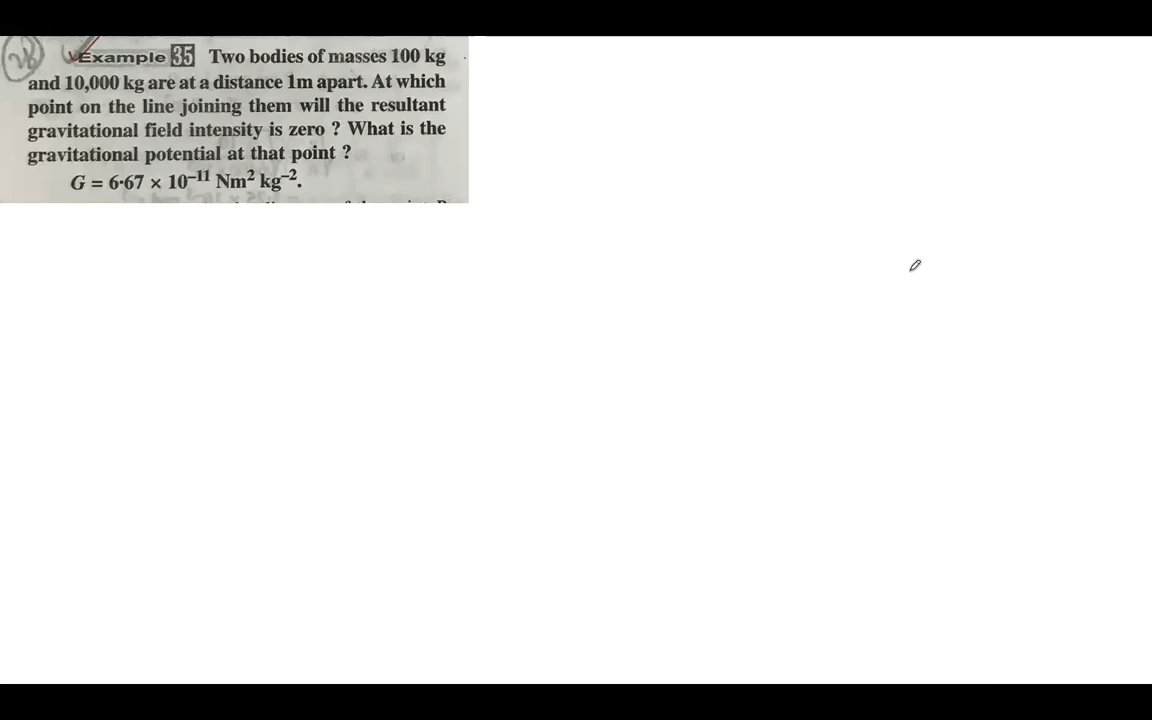 28
Example 35 Two bodies of masses 100 kg
and 10,000 kg are at a distance 1m apart. At which
point on the line joining them will the resultant
gravitational field intensity is zero ? What is the
gravitational potential at that point ?
G = 6·67 × 10⁻¹¹ Nm² kg⁻².